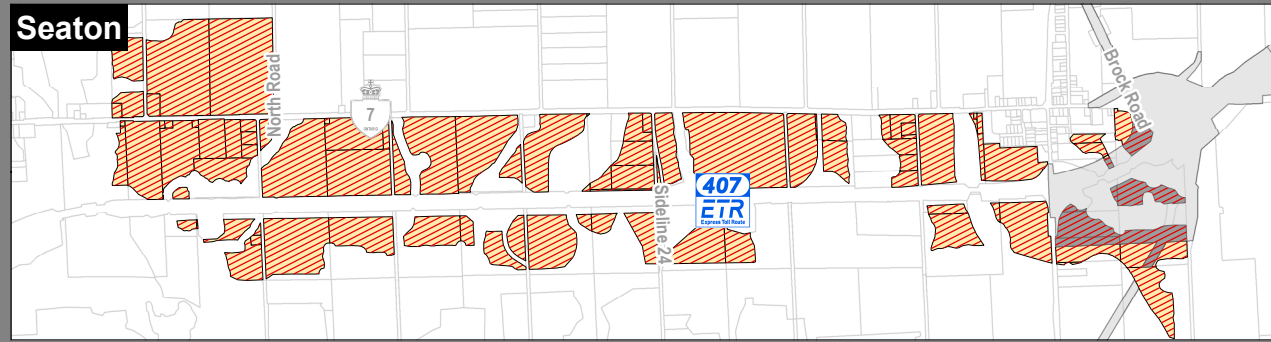 Seaton
North Road
7
ONTARIO
Brock Road
Sideline 24
407
ETR
Express Toll Route